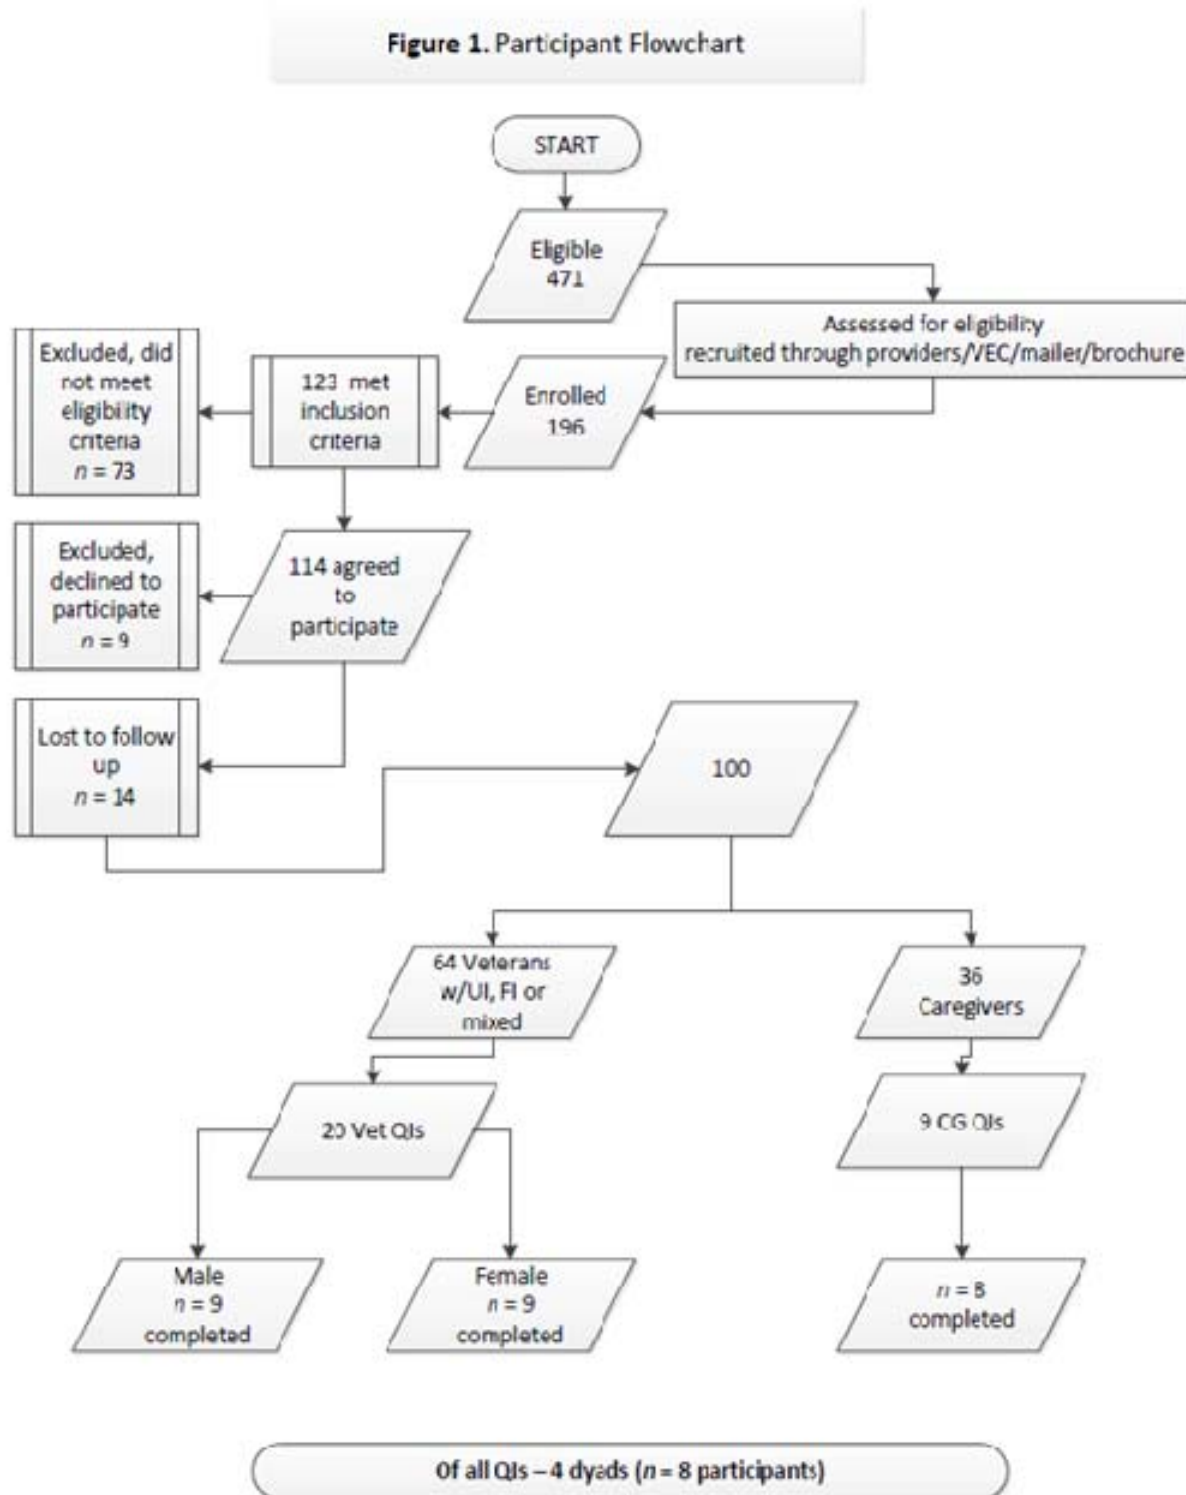 Figure 1. Participant Flowchart
START
Eligible
471
Assessed for eligibility
recruited through providers/VEC/mailer/brochure
Enrolled
196
123 met
inclusion
criteria
Excluded, did
not meet
eligibility
criteria
n = 73
114 agreed
to
participate
Excluded,
declined to
participate
n = 9
Lost to follow
up
n = 14
100
64 Veterans
w/UI, FI or
mixed
36
Caregivers
20 Vet QIs
9 CG QIs
Male
n = 9
completed
Female
n = 9
completed
n = 8
completed
Of all QIs – 4 dyads (n = 8 participants)